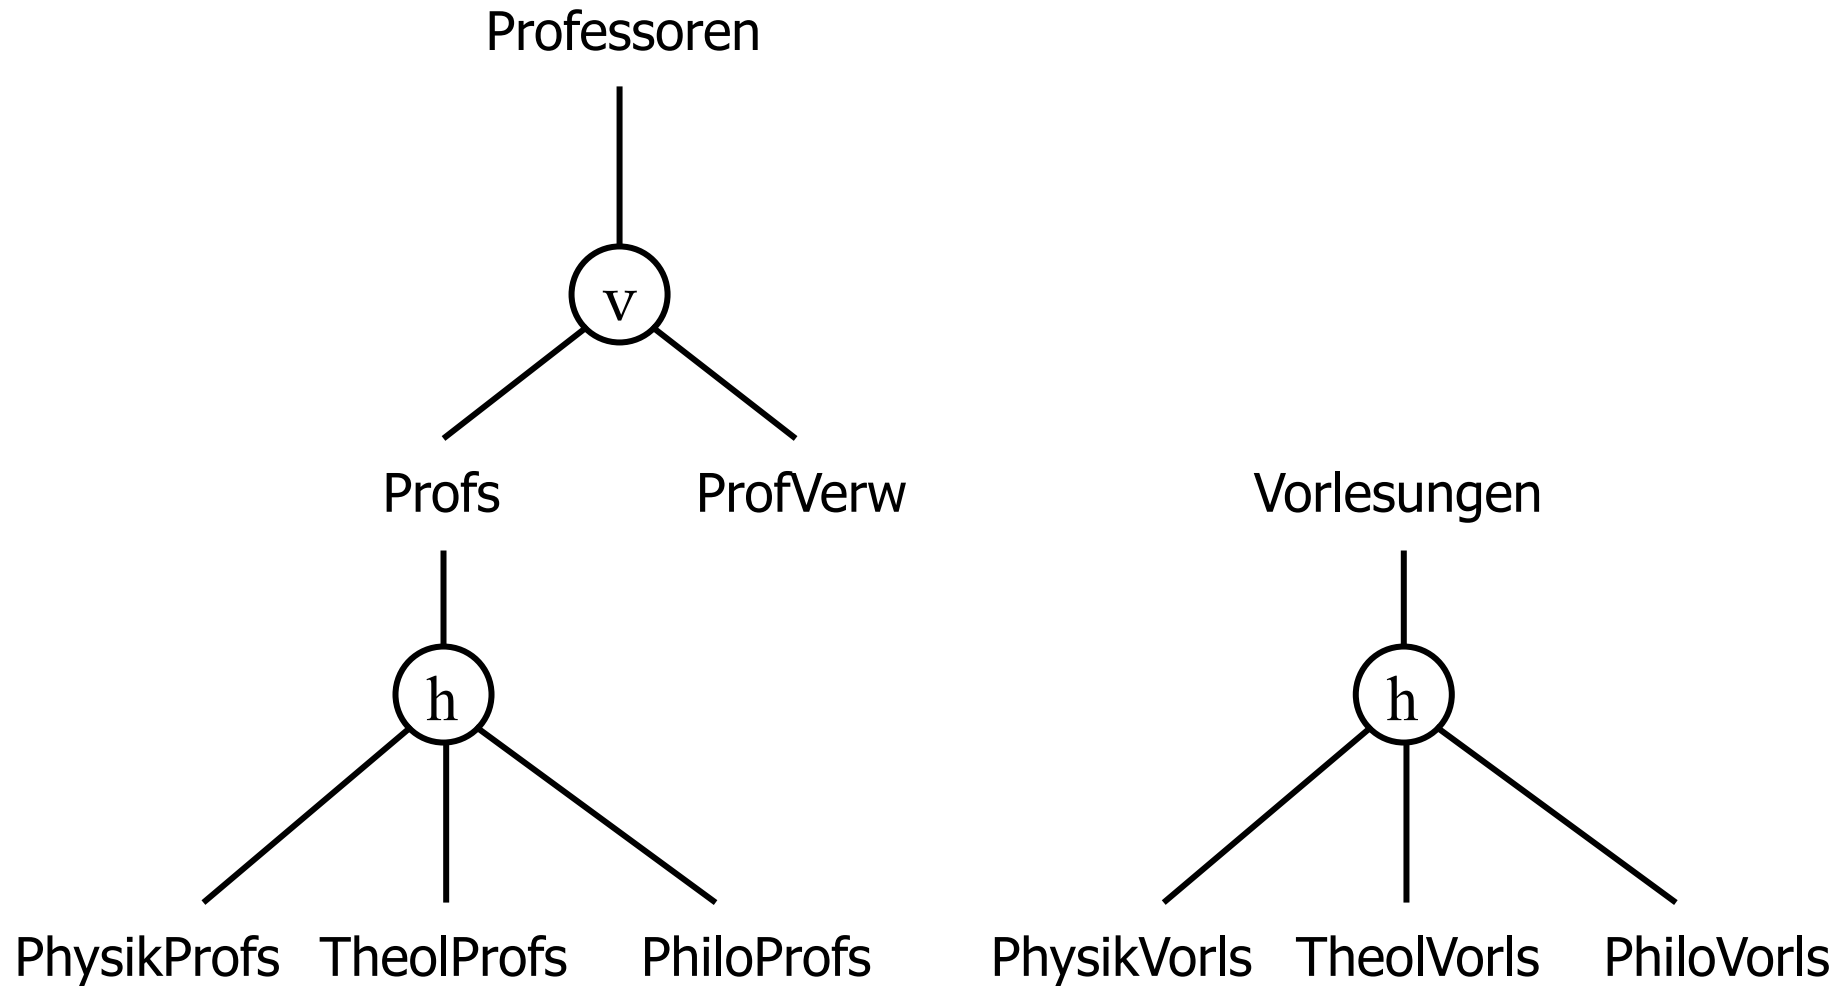 Professoren
v
Profs ProfVerw Vorlesungen
h h
PhysikProfs TheolProfs PhiloProfs PhysikVorls TheolVorls PhiloVorls